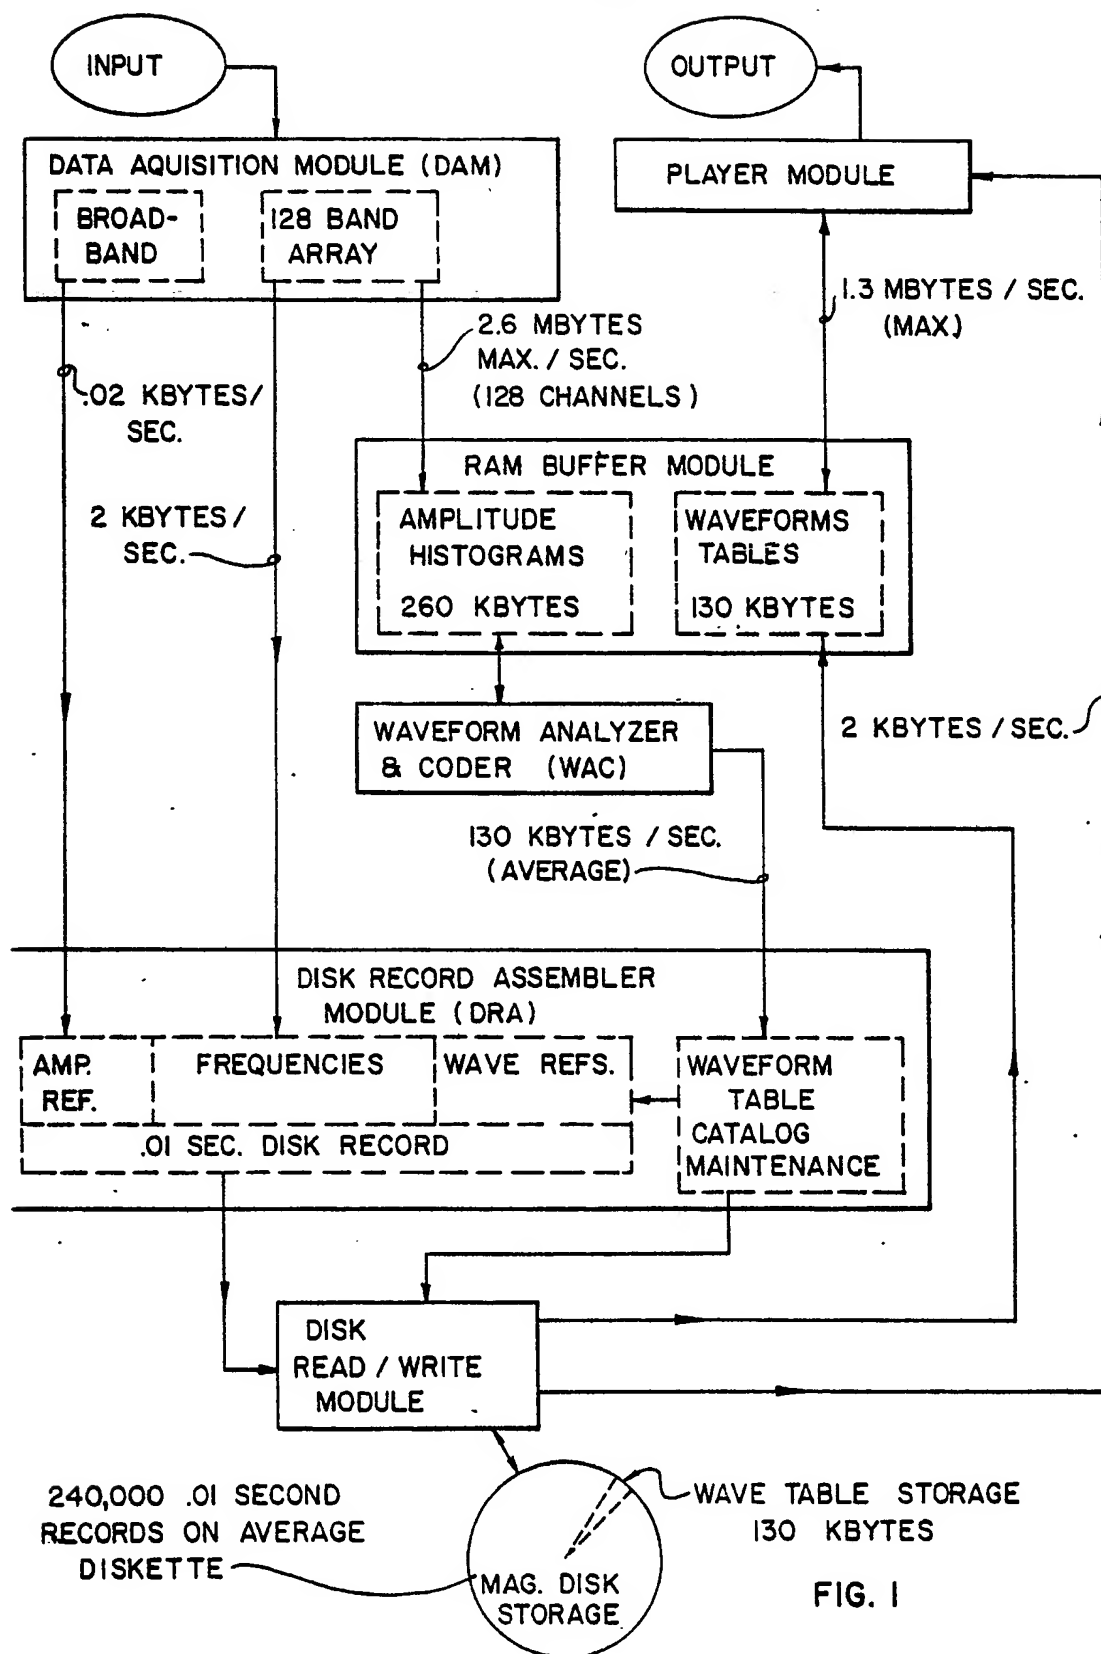 INPUT
OUTPUT
DATA AQUISITION MODULE (DAM)
BROAD-
BAND
128 BAND
ARRAY
PLAYER MODULE
1.3 MBYTES / SEC.
(MAX.)
2.6 MBYTES
MAX. / SEC.
(128 CHANNELS)
.02 KBYTES/
SEC.
2 KBYTES/
SEC.
RAM BUFFER MODULE
AMPLITUDE
HISTOGRAMS
260 KBYTES
WAVEFORMS
TABLES
130 KBYTES
WAVEFORM ANALYZER
& CODER (WAC)
2 KBYTES / SEC.
130 KBYTES / SEC.
(AVERAGE)
DISK RECORD ASSEMBLER
MODULE (DRA)
AMP.
REF.
FREQUENCIES
WAVE REFS.
.01 SEC. DISK RECORD
WAVEFORM
TABLE
CATALOG
MAINTENANCE
DISK
READ / WRITE
MODULE
240,000 .01 SECOND
RECORDS ON AVERAGE
DISKETTE
WAVE TABLE STORAGE
130 KBYTES
MAG. DISK
STORAGE
FIG. 1